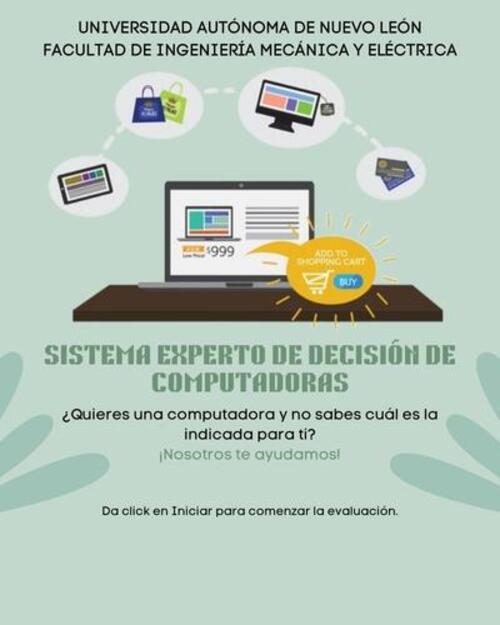 UNIVERSIDAD AUTÓNOMA DE NUEVO LEÓN
FACULTAD DE INGENIERÍA MECÁNICA Y ELÉCTRICA
Low Price!
$999
ADD TO
SHOPPING CART
BUY
SISTEMA EXPERTO DE DECISIÓN DE
COMPUTADORAS
¿Quieres una computadora y no sabes cuál es la
indicada para ti?
¡Nosotros te ayudamos!
Da click en Iniciar para comenzar la evaluación.